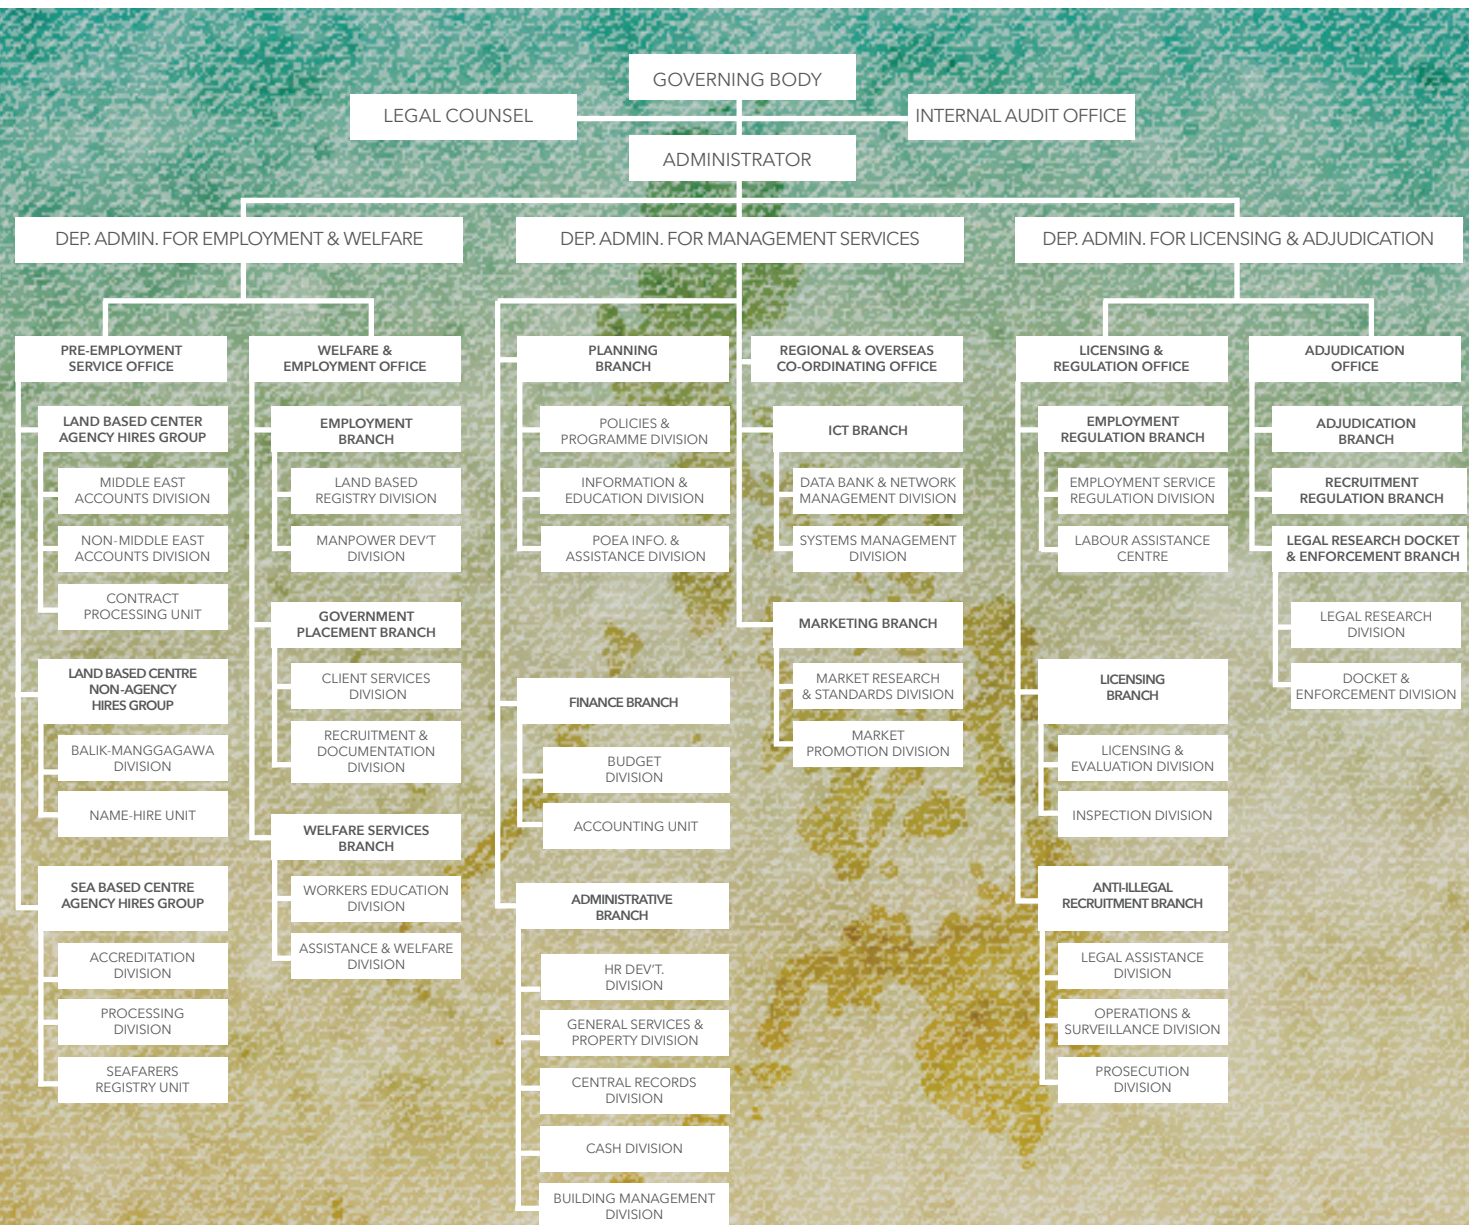 GOVERNING BODY
LEGAL COUNSEL
INTERNAL AUDIT OFFICE
ADMINISTRATOR
DEP. ADMIN. FOR EMPLOYMENT & WELFARE
DEP. ADMIN. FOR MANAGEMENT SERVICES
DEP. ADMIN. FOR LICENSING & ADJUDICATION
PRE-EMPLOYMENT
SERVICE OFFICE
LAND BASED CENTER
AGENCY HIRES GROUP
MIDDLE EAST
ACCOUNTS DIVISION
NON-MIDDLE EAST
ACCOUNTS DIVISION
CONTRACT
PROCESSING UNIT
LAND BASED CENTRE
NON-AGENCY
HIRES GROUP
BALIK-MANGGAGAWA
DIVISION
NAME-HIRE UNIT
SEA BASED CENTRE
AGENCY HIRES GROUP
ACCREDITATION
DIVISION
PROCESSING
DIVISION
SEAFARERS
REGISTRY UNIT
WELFARE &
EMPLOYMENT OFFICE
EMPLOYMENT
BRANCH
LAND BASED
REGISTRY DIVISION
MANPOWER DEV'T
DIVISION
GOVERNMENT
PLACEMENT BRANCH
CLIENT SERVICES
DIVISION
RECRUITMENT &
DOCUMENTATION
DIVISION
WELFARE SERVICES
BRANCH
WORKERS EDUCATION
DIVISION
ASSISTANCE & WELFARE
DIVISION
PLANNING
BRANCH
POLICIES &
PROGRAMME DIVISION
INFORMATION &
EDUCATION DIVISION
POEA INFO. &
ASSISTANCE DIVISION
FINANCE BRANCH
BUDGET
DIVISION
ACCOUNTING UNIT
ADMINISTRATIVE
BRANCH
HR DEV'T.
DIVISION
GENERAL SERVICES &
PROPERTY DIVISION
CENTRAL RECORDS
DIVISION
CASH DIVISION
BUILDING MANAGEMENT
DIVISION
REGIONAL & OVERSEAS
CO-ORDINATING OFFICE
ICT BRANCH
DATA BANK & NETWORK
MANAGEMENT DIVISION
SYSTEMS MANAGEMENT
DIVISION
MARKETING BRANCH
MARKET RESEARCH
& STANDARDS DIVISION
MARKET
PROMOTION DIVISION
LICENSING &
REGULATION OFFICE
EMPLOYMENT
REGULATION BRANCH
EMPLOYMENT SERVICE
REGULATION DIVISION
LABOUR ASSISTANCE
CENTRE
LICENSING
BRANCH
LICENSING &
EVALUATION DIVISION
INSPECTION DIVISION
ANTI-ILLEGAL
RECRUITMENT BRANCH
LEGAL ASSISTANCE
DIVISION
OPERATIONS &
SURVEILLANCE DIVISION
PROSECUTION
DIVISION
ADJUDICATION
OFFICE
ADJUDICATION
BRANCH
RECRUITMENT
REGULATION BRANCH
LEGAL RESEARCH DOCKET
& ENFORCEMENT BRANCH
LEGAL RESEARCH
DIVISION
DOCKET &
ENFORCEMENT DIVISION